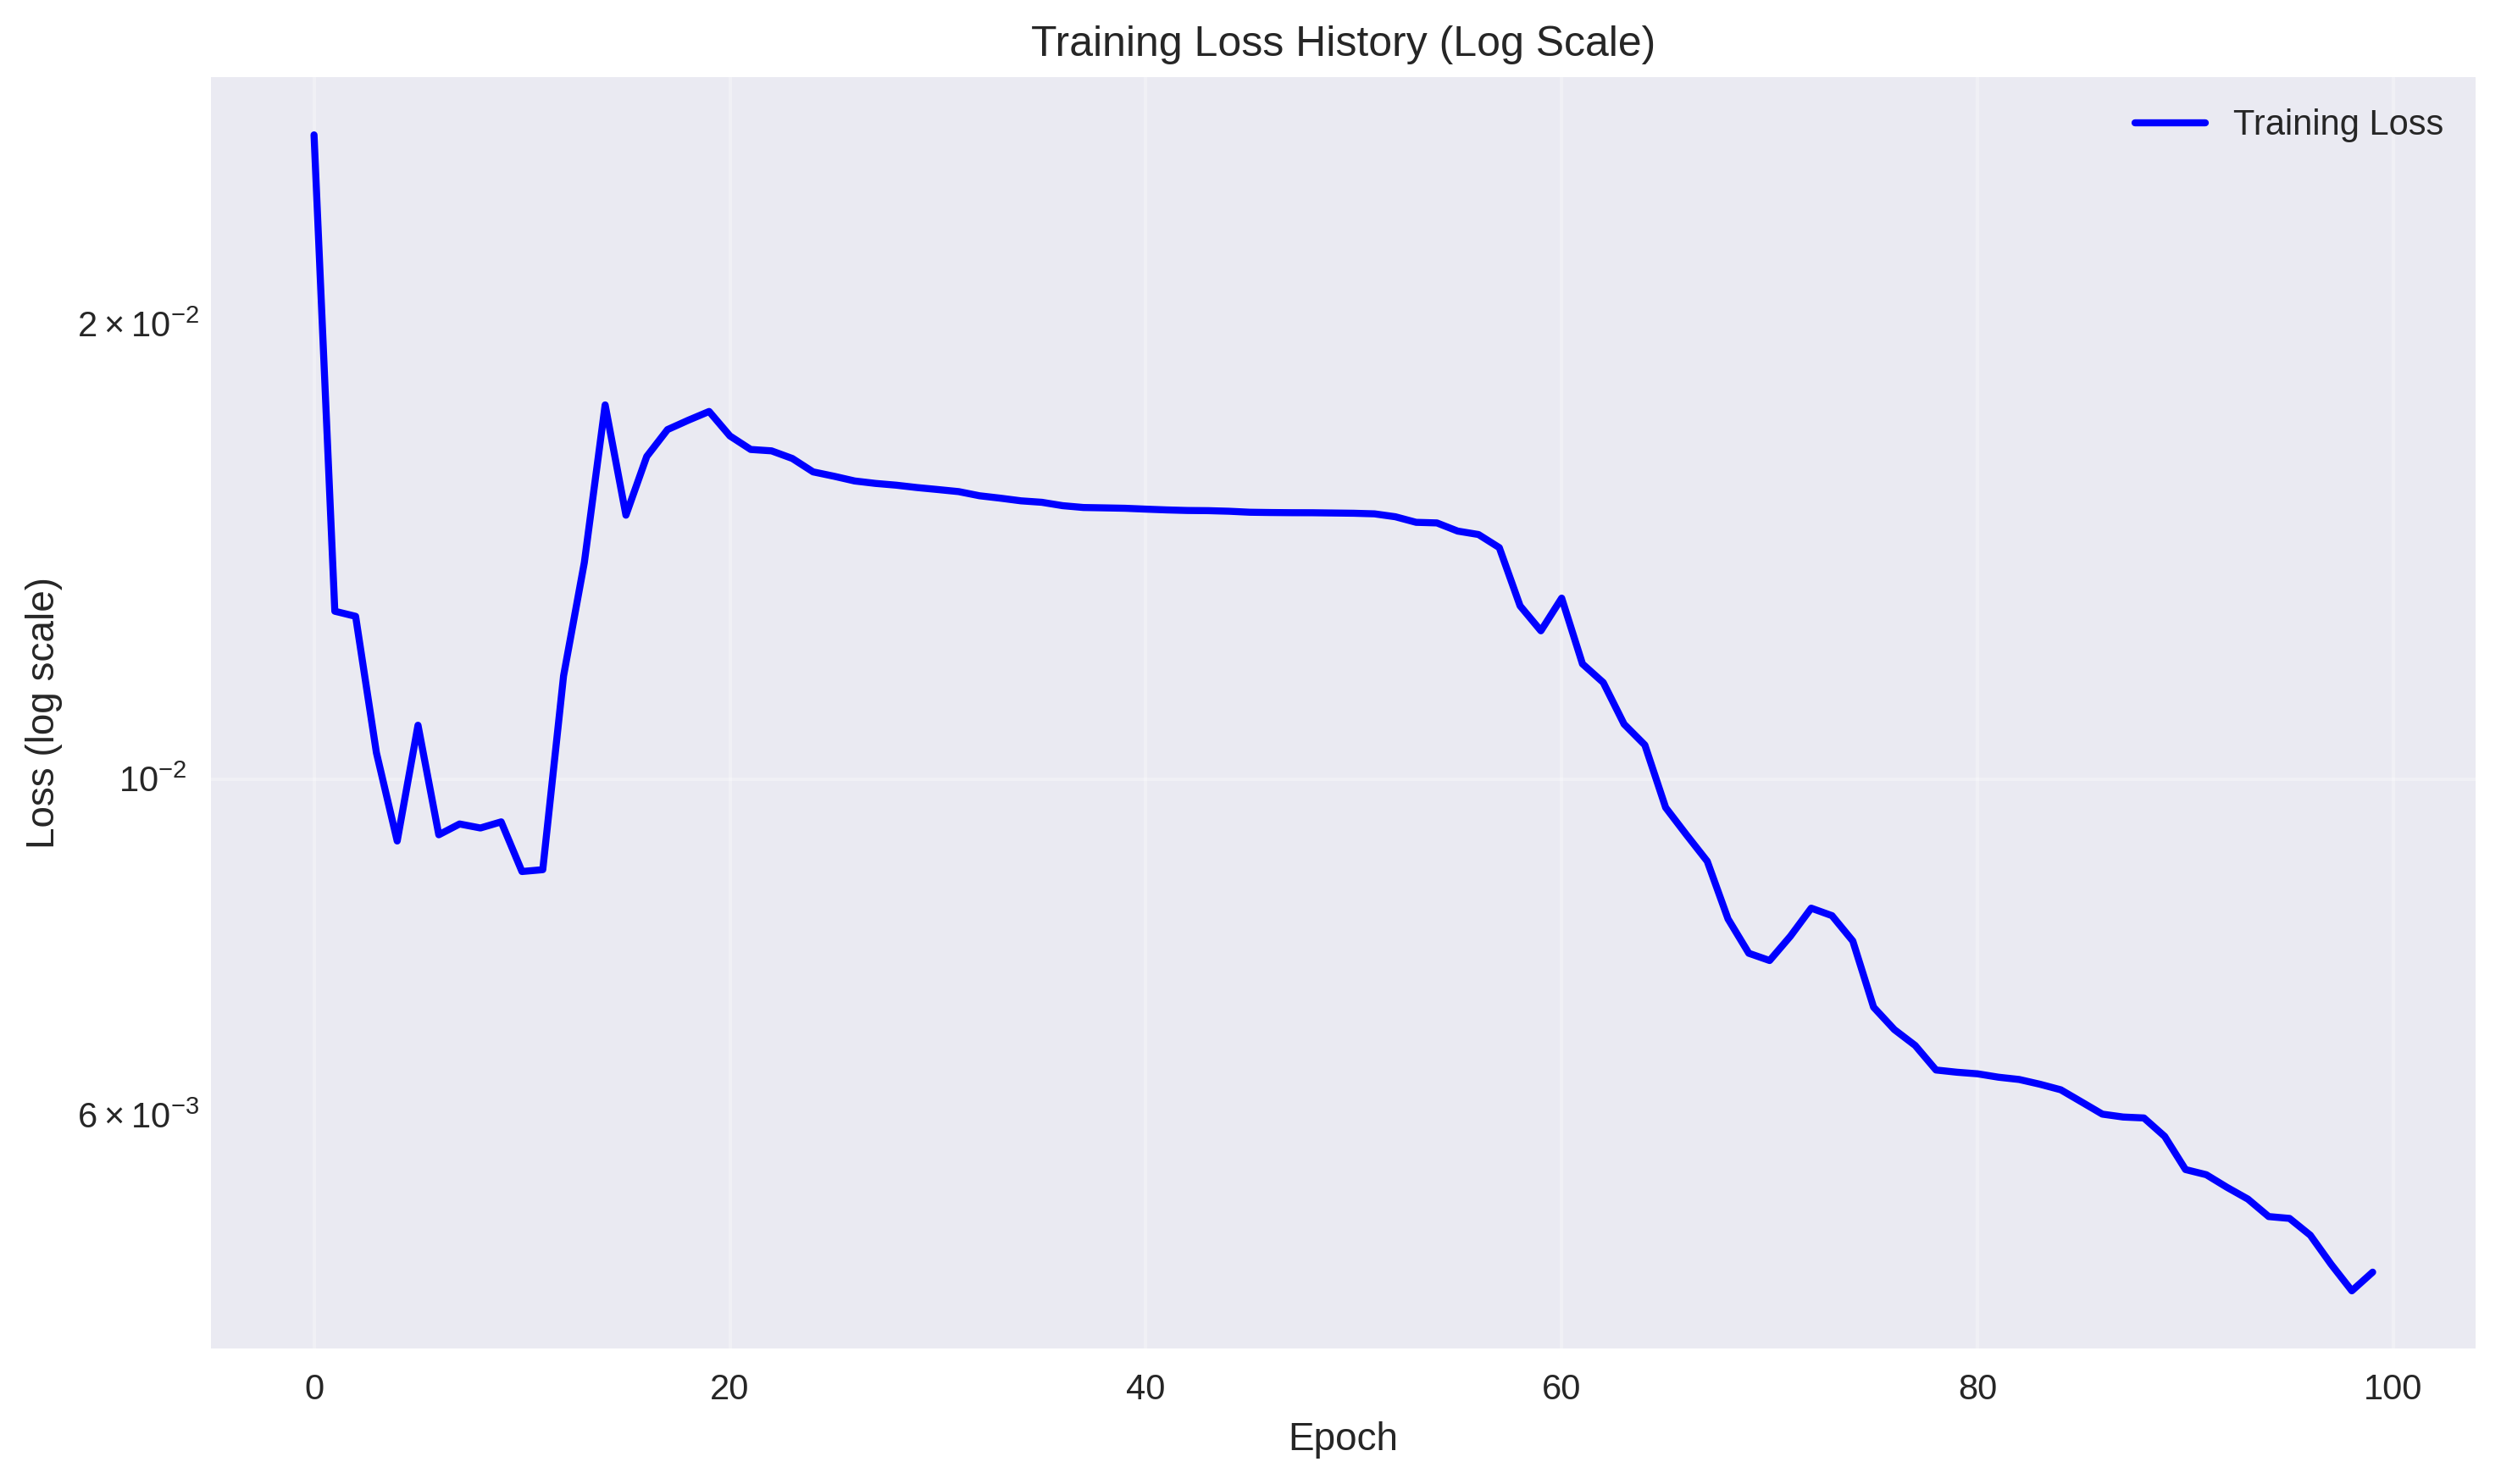 Training Loss History (Log Scale)
Training Loss
2 × 10⁻²
10⁻²
6 × 10⁻³
Loss (log scale)
0 20 40 60 80 100
Epoch